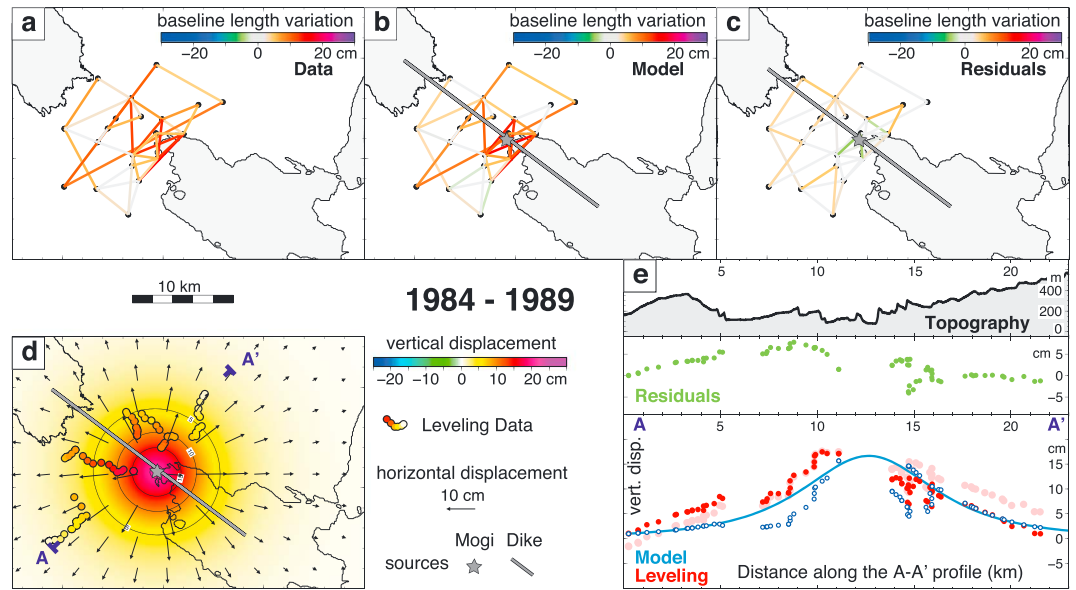 a
baseline length variation
−20 0 20 cm
Data
b
baseline length variation
−20 0 20 cm
Model
c
baseline length variation
−20 0 20 cm
Residuals
10 km
1984 - 1989
d
A'
A
5
10
15
5
vertical displacement
−20 −10 0 10 20 cm
Leveling Data
horizontal displacement
10 cm
Mogi Dike
sources
e
5 10 15 20
m
400
200
0
Topography
cm
5
0
−5
Residuals
A A'
5 10 15 20
vert. disp.
cm
15
10
5
0
−5
Model
Leveling
Distance along the A-A' profile (km)